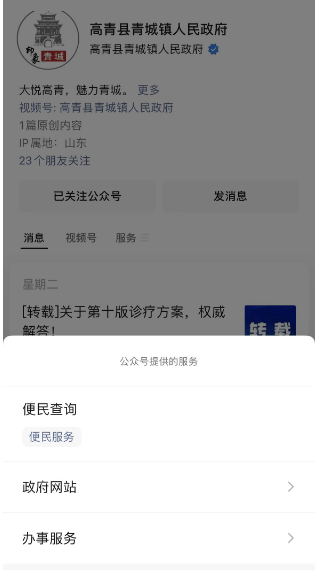 印象
青城
高青县青城镇人民政府
高青县青城镇人民政府
大悦高青，魅力青城。 更多
视频号: 高青县青城镇人民政府
1篇原创内容
IP属地: 山东
23个朋友关注
已关注公众号
发消息
消息 视频号 服务
星期二
[转载]关于第十版诊疗方案，权威
解答！
转载
公众号提供的服务
便民查询
便民服务
政府网站
办事服务